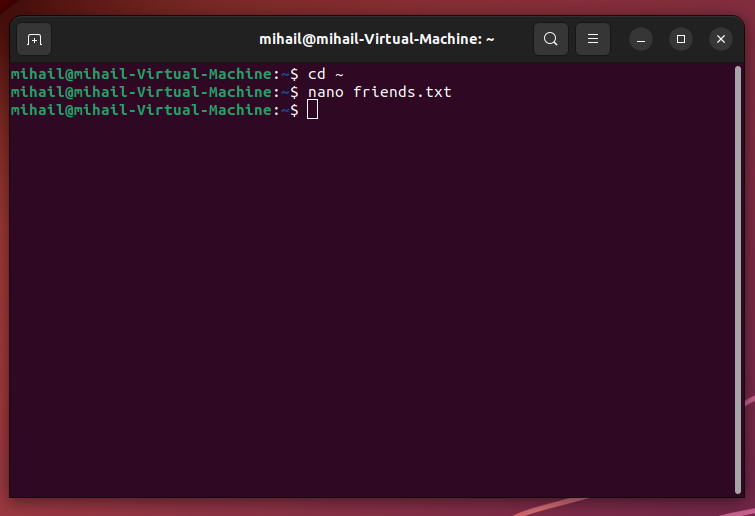 mihail@mihail-Virtual-Machine: ~
mihail@mihail-Virtual-Machine:~$ cd ~
mihail@mihail-Virtual-Machine:~$ nano friends.txt
mihail@mihail-Virtual-Machine:~$